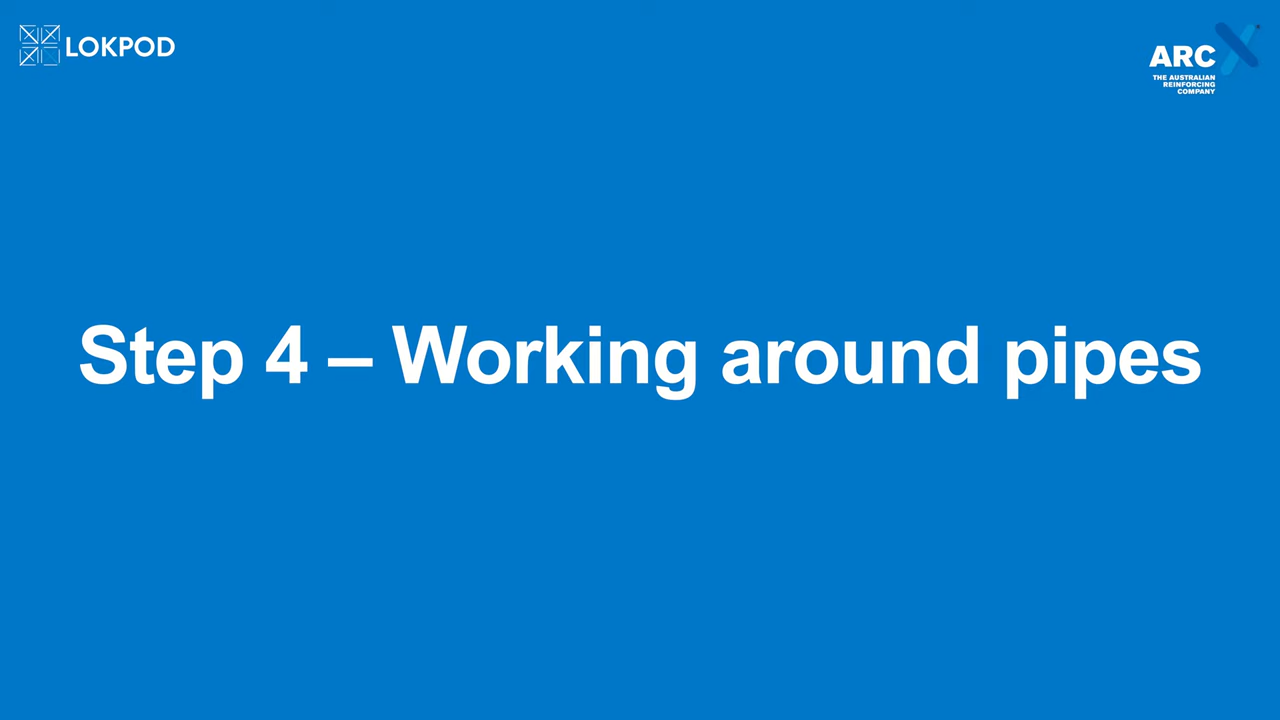 LOKPOD
ARC
THE AUSTRALIAN
REINFORCING
COMPANY
Step 4 – Working around pipes